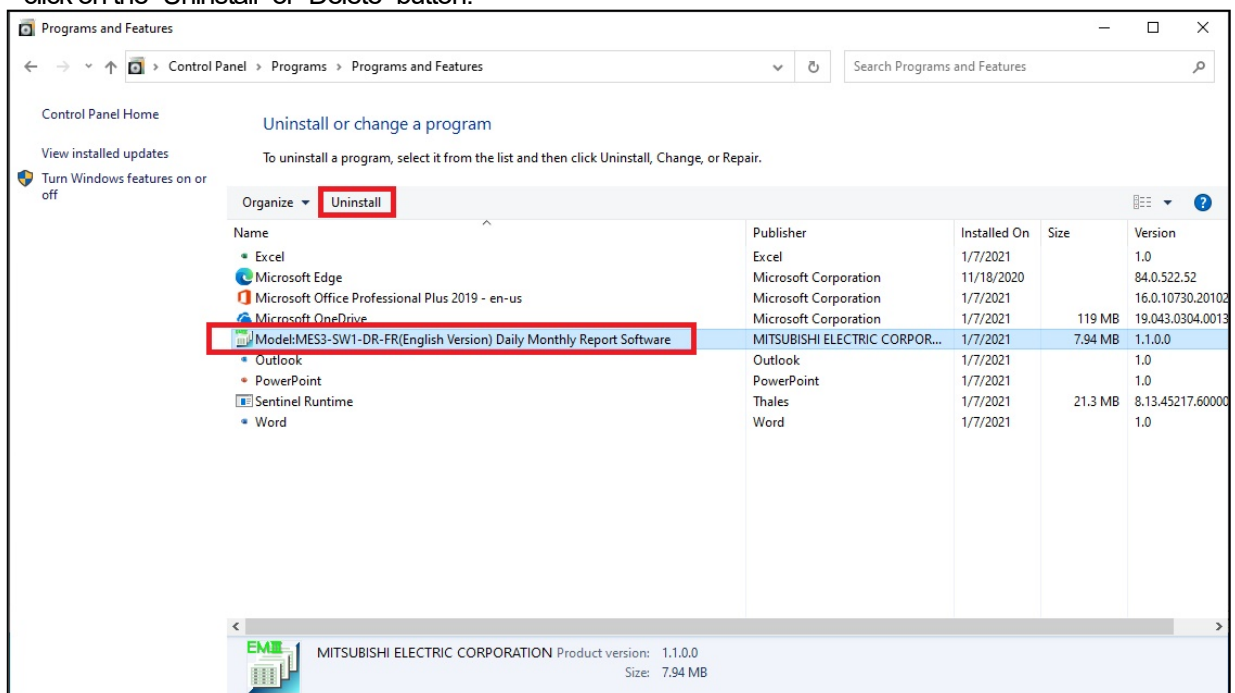 click on the "Uninstall" or "Delete" button.
Programs and Features
Control Panel > Programs > Programs and Features
Search Programs and Features
Control Panel Home
View installed updates
Turn Windows features on or
off
Uninstall or change a program
To uninstall a program, select it from the list and then click Uninstall, Change, or Repair.
Organize Uninstall
Name Publisher Installed On Size Version
Excel Excel 1/7/2021 1.0
Microsoft Edge Microsoft Corporation 11/18/2020 84.0.522.52
Microsoft Office Professional Plus 2019 - en-us Microsoft Corporation 1/7/2021 16.0.10730.20102
Microsoft OneDrive Microsoft Corporation 1/7/2021 119 MB 19.043.0304.0013
Model:MES3-SW1-DR-FR(English Version) Daily Monthly Report Software MITSUBISHI ELECTRIC CORPOR... 1/7/2021 7.94 MB 1.1.0.0
Outlook Outlook 1/7/2021 1.0
PowerPoint PowerPoint 1/7/2021 1.0
Sentinel Runtime Thales 1/7/2021 21.3 MB 8.13.45217.60000
Word Word 1/7/2021 1.0
EMIII
MITSUBISHI ELECTRIC CORPORATION Product version: 1.1.0.0
Size: 7.94 MB